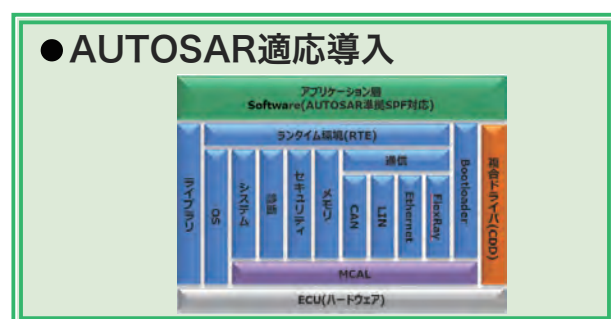 ●AUTOSAR適応導入
アプリケーション層
Software(AUTOSAR準拠SPF対応)
ランタイム環境(RTE)
ライブラリ
OS
システム
診断
セキュリティ
メモリ
通信
CAN
LIN
Ethernet
FlexRay
Bootloader
複合ドライバ(CDD)
MCAL
ECU(ハードウェア)